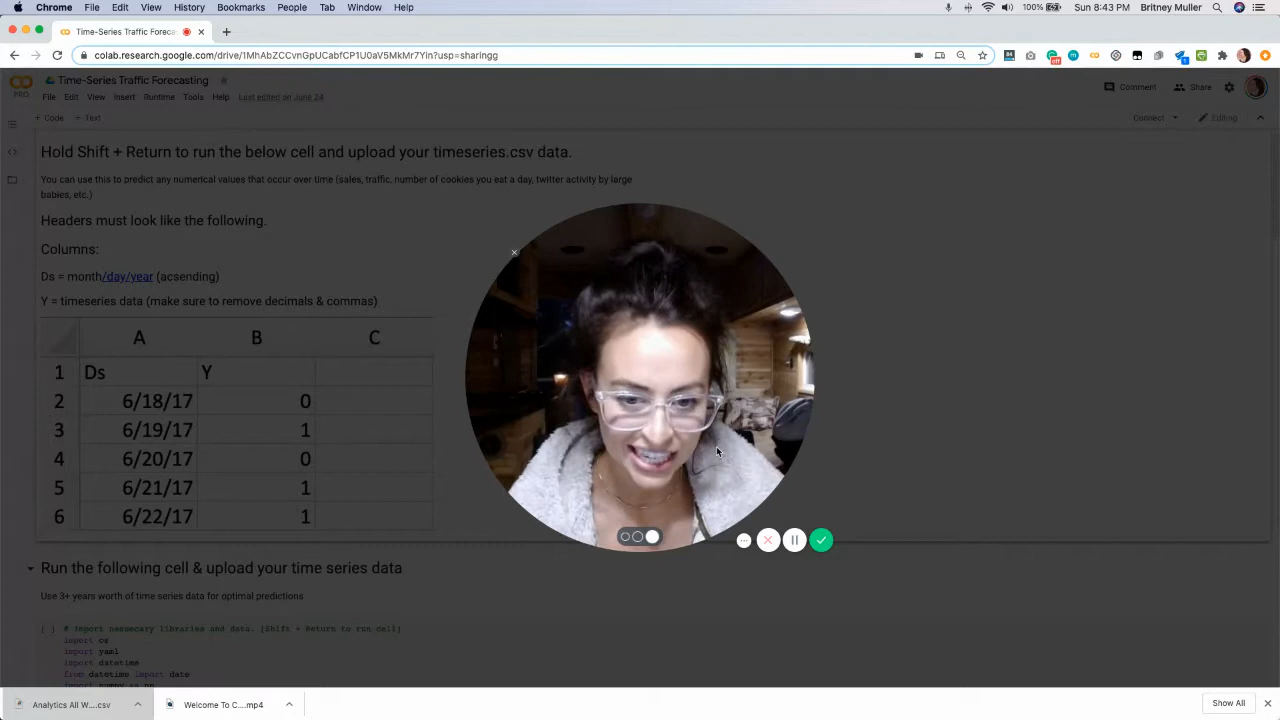 Chrome File Edit View History Bookmarks People Tab Window Help 100% Sun 8:43 PM Britney Muller
Time-Series Traffic Foreca
colab.research.google.com/drive/1MhAbZCCvnGpUCabfCP1U0aV5MkMr7Yin?usp=sharingg
off
PRO
Time-Series Traffic Forecasting
File Edit View Insert Runtime Tools Help Last edited on June 24
Comment Share
+ Code + Text
Connect Editing
Hold Shift + Return to run the below cell and upload your timeseries.csv data.
You can use this to predict any numerical values that occur over time (sales, traffic, number of cookies you eat a day, twitter activity by large
babies, etc.)
Headers must look like the following.
Columns:
Ds = month/day/year (acsending)
Y = timeseries data (make sure to remove decimals & commas)
A B C
1 Ds Y
2 6/18/17 0
3 6/19/17 1
4 6/20/17 0
5 6/21/17 1
6 6/22/17 1
Run the following cell & upload your time series data
Use 3+ years worth of time series data for optimal predictions
[ ] # Import nessecary libraries and data. [Shift + Return to run cell]
import os
import yaml
import datetime
from datetime import date
import numpy as np
Analytics All W....csv
Welcome To C....mp4
Show All